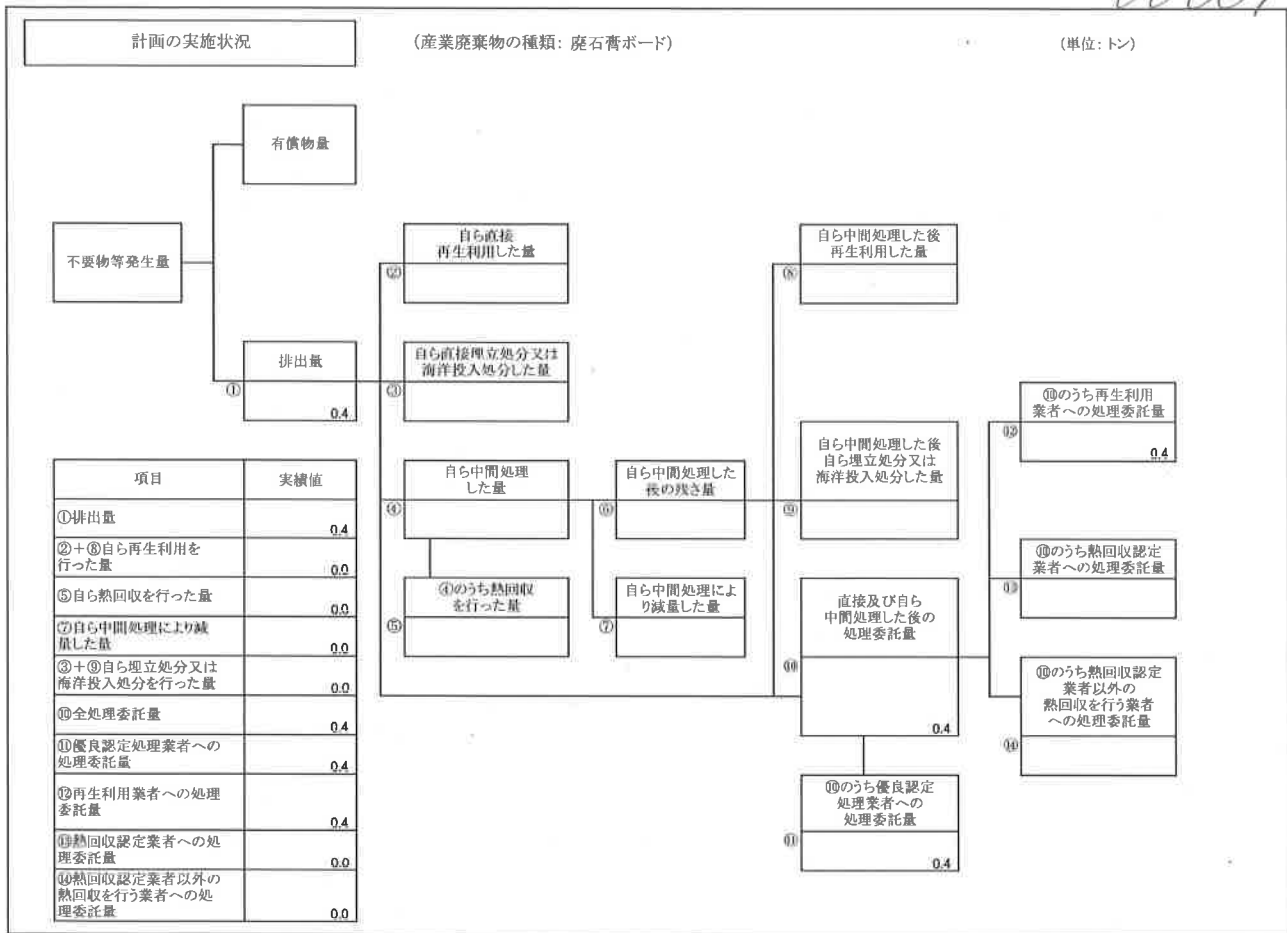 計画の実施状況
(産業廃棄物の種類: 廃石膏ボード)
(単位: トン)
有償物量
不要物等発生量
排出量
①
0.4
自ら直接
再生利用した量
②
自ら直接埋立処分又は
海洋投入処分した量
③
自ら中間処理
した量
④
④のうち熱回収
を行った量
⑤
自ら中間処理した
後の残さ量
⑥
自ら中間処理によ
り減量した量
⑦
自ら中間処理した後
再生利用した量
⑧
自ら中間処理した後
自ら埋立処分又は
海洋投入処分した量
⑨
直接及び自ら
中間処理した後の
処理委託量
⑩
0.4
⑩のうち優良認定
処理業者への
処理委託量
⑪
0.4
⑩のうち再生利用
業者への処理委託量
⑫
0.4
⑩のうち熱回収認定
業者への処理委託量
⑬
⑩のうち熱回収認定
業者以外の
熱回収を行う業者
への処理委託量
⑭
項目 実績値
①排出量 0.4
②+⑧自ら再生利用を
行った量 0.0
⑤自ら熱回収を行った量 0.0
⑦自ら中間処理により減
量した量 0.0
③+⑨自ら埋立処分又は
海洋投入処分を行った量 0.0
⑩全処理委託量 0.4
⑪優良認定処理業者への
処理委託量 0.4
⑫再生利用業者への処理
委託量 0.4
⑬熱回収認定業者への処
理委託量 0.0
⑭熱回収認定業者以外の
熱回収を行う業者への処
理委託量 0.0